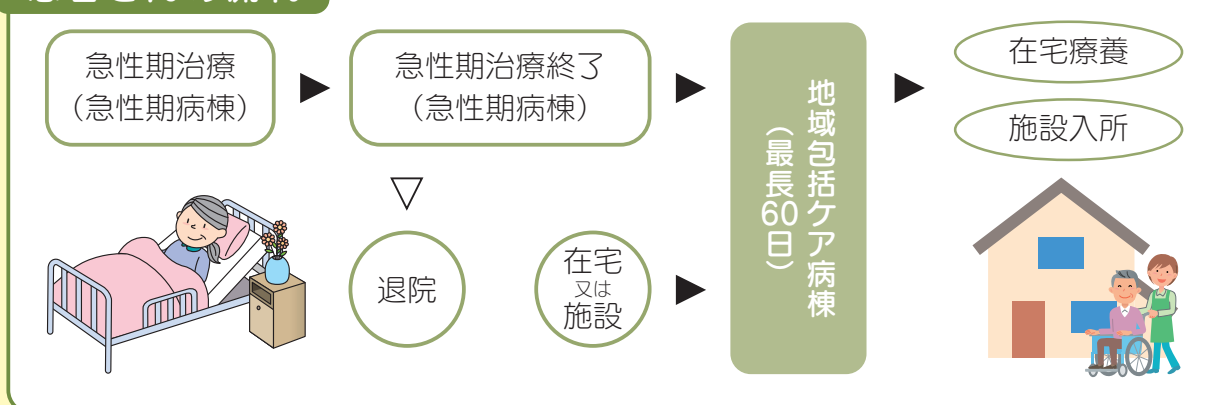 急性期治療
(急性期病棟)
急性期治療終了
(急性期病棟)
地域包括ケア病棟
(最長60日)
在宅療養
施設入所
退院
在宅
又は
施設